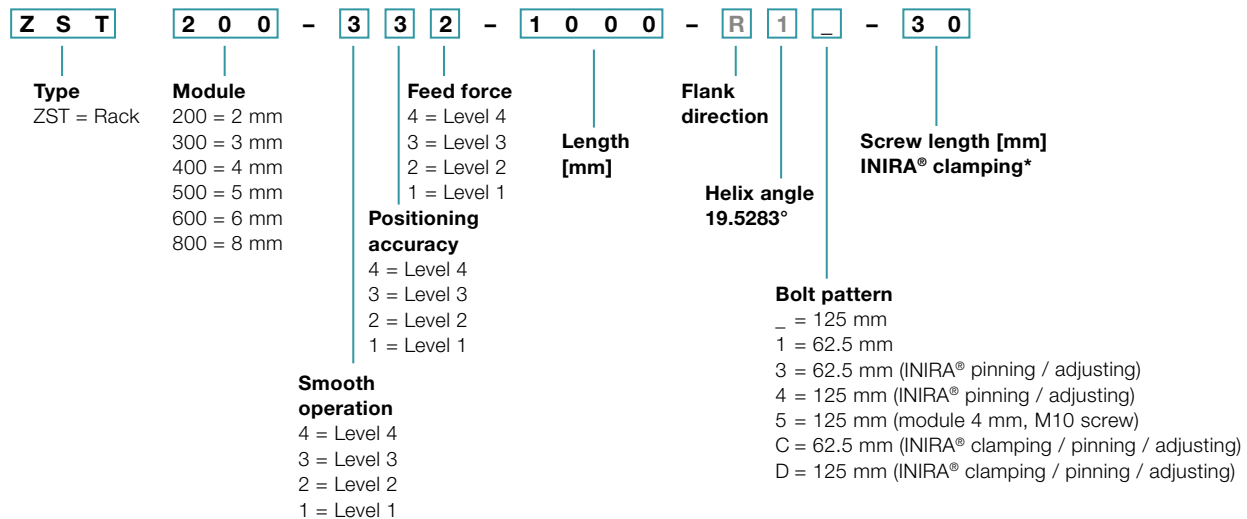 Z S T 2 0 0 – 3 3 2 – 1 0 0 0 – R 1 _ – 3 0
Type
ZST = Rack
Module
200 = 2 mm
300 = 3 mm
400 = 4 mm
500 = 5 mm
600 = 6 mm
800 = 8 mm
Smooth
operation
4 = Level 4
3 = Level 3
2 = Level 2
1 = Level 1
Positioning
accuracy
4 = Level 4
3 = Level 3
2 = Level 2
1 = Level 1
Feed force
4 = Level 4
3 = Level 3
2 = Level 2
1 = Level 1
Length
[mm]
Flank
direction
Helix angle
19.5283°
Bolt pattern
_ = 125 mm
1 = 62.5 mm
3 = 62.5 mm (INIRA® pinning / adjusting)
4 = 125 mm (INIRA® pinning / adjusting)
5 = 125 mm (module 4 mm, M10 screw)
C = 62.5 mm (INIRA® clamping / pinning / adjusting)
D = 125 mm (INIRA® clamping / pinning / adjusting)
Screw length [mm]
INIRA® clamping*